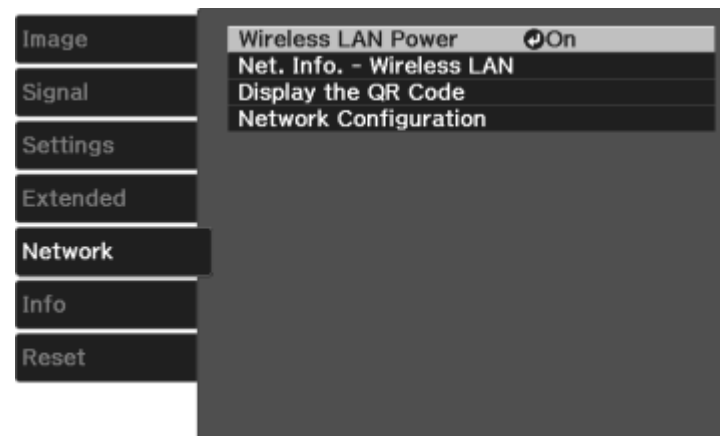 Image
Signal
Settings
Extended
Network
Info
Reset
Wireless LAN Power On
Net. Info. - Wireless LAN
Display the QR Code
Network Configuration